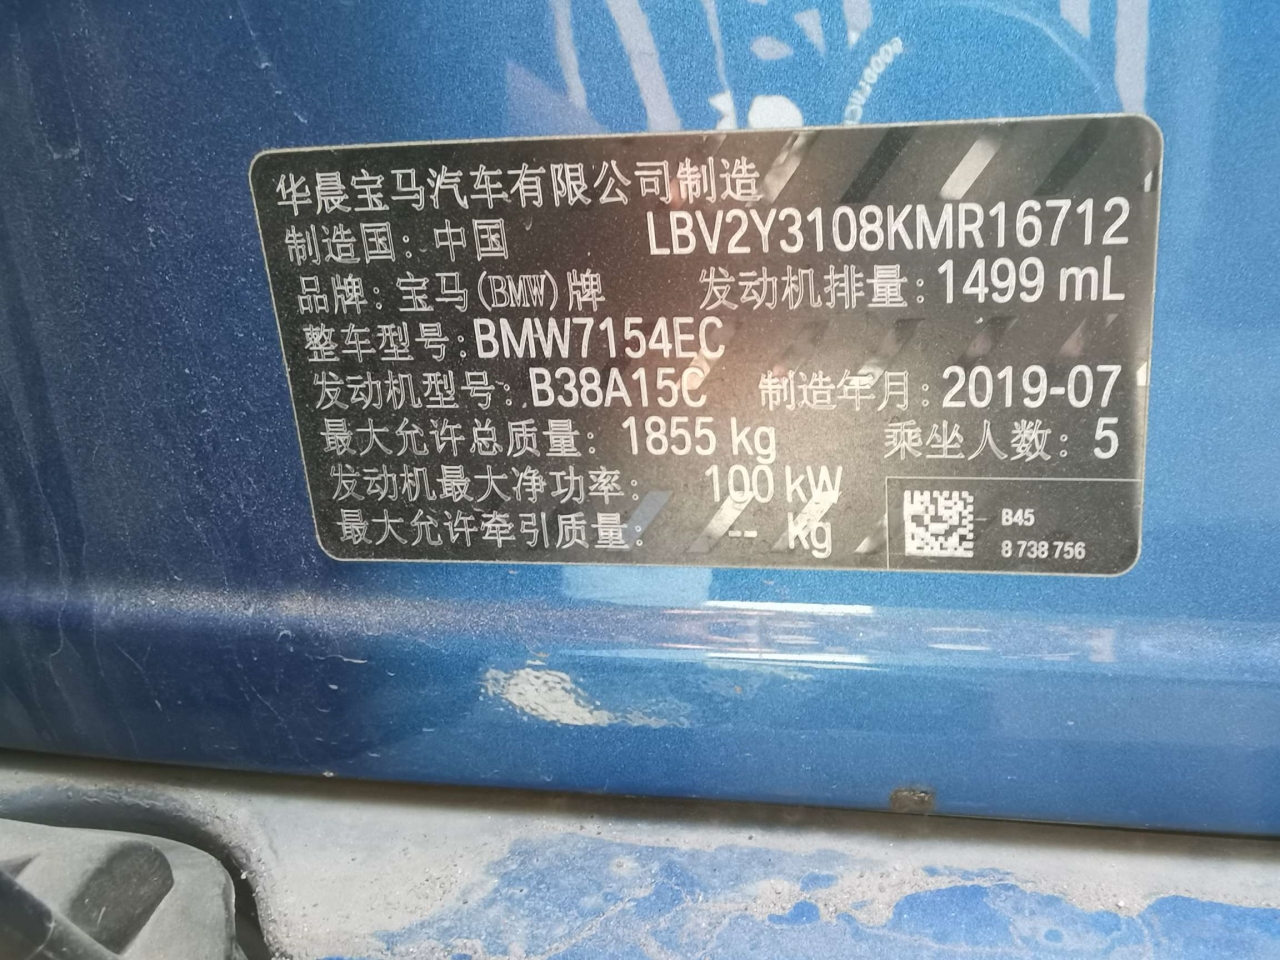 华晨宝马汽车有限公司制造
制造国：中国 LBV2Y3108KMR16712
品牌：宝马(BMW)牌 发动机排量：1499 mL
整车型号：BMW7154EC
发动机型号：B38A15C 制造年月：2019-07
最大允许总质量：1855 kg 乘坐人数：5
发动机最大净功率：100 kW
最大允许牵引质量：-- kg
B45
8 738 756